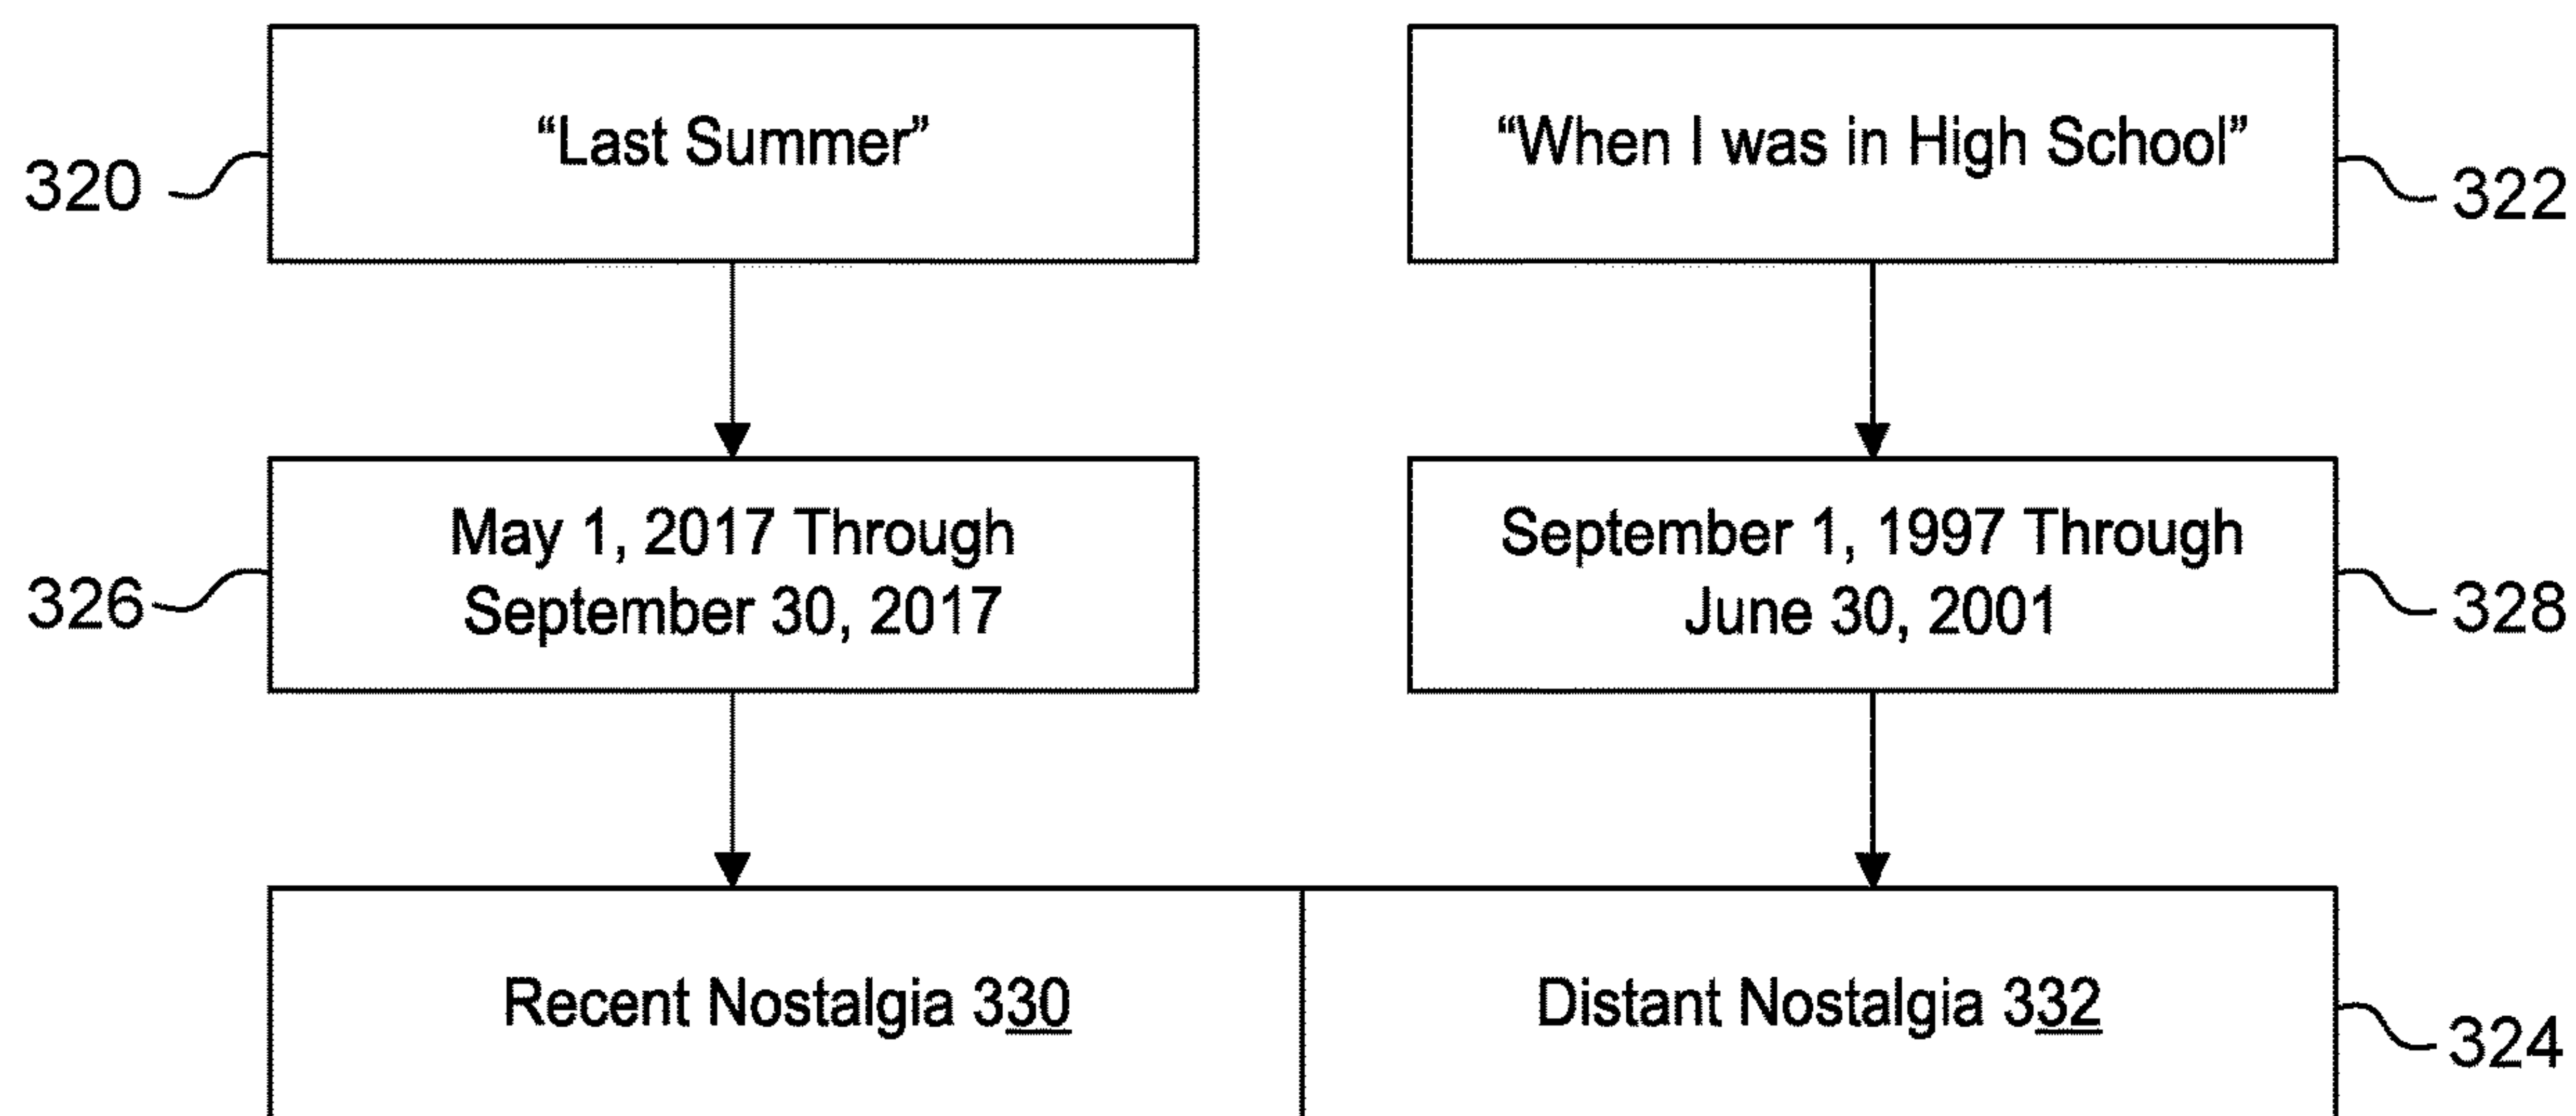 “Last Summer”
“When I was in High School”
320
322
May 1, 2017 Through
September 30, 2017
September 1, 1997 Through
June 30, 2001
326
328
Recent Nostalgia 330
Distant Nostalgia 332
324